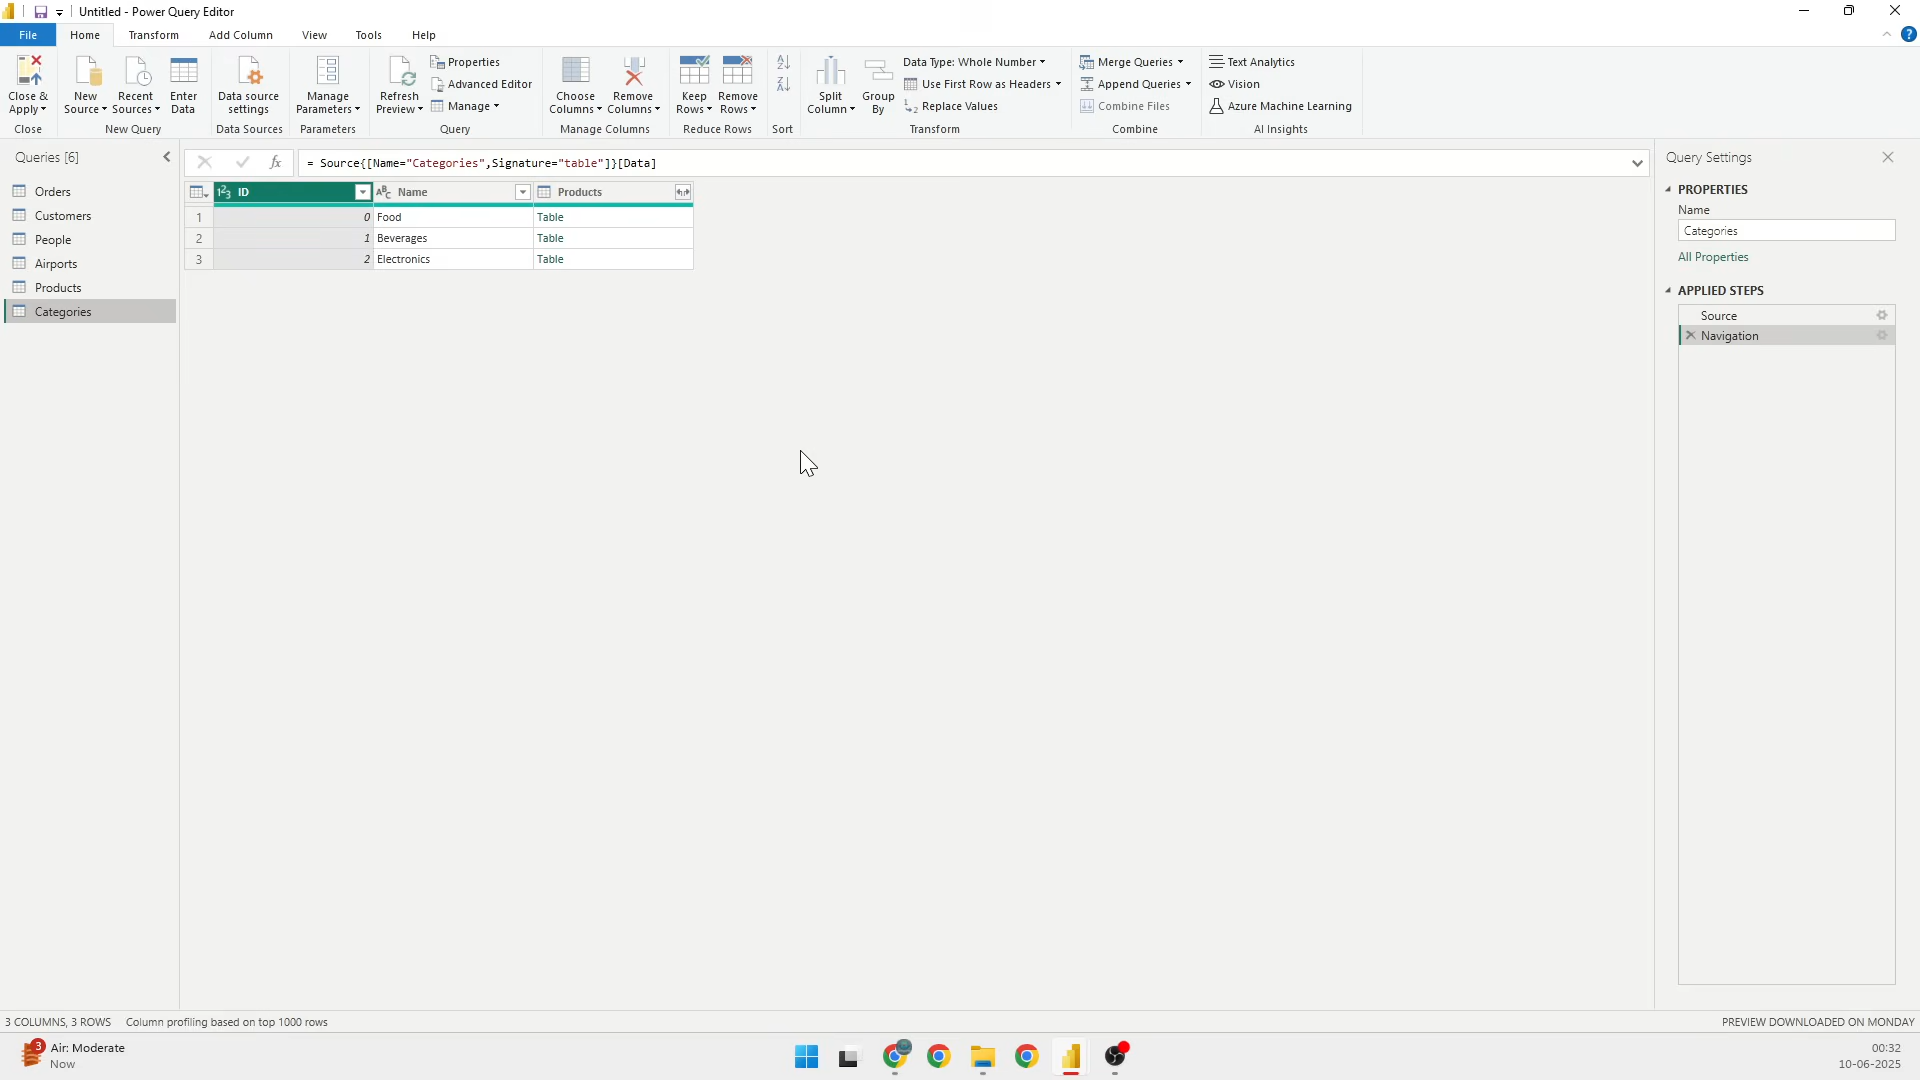 Untitled - Power Query Editor
File Home Transform Add Column View Tools Help
Close & Apply
New Source
Recent Sources
Enter Data
Data source settings
Manage Parameters
Refresh Preview
Properties
Advanced Editor
Manage
Choose Columns
Remove Columns
Keep Rows
Remove Rows
Split Column
Group By
Data Type: Whole Number
Use First Row as Headers
Replace Values
Merge Queries
Append Queries
Combine Files
Text Analytics
Vision
Azure Machine Learning
Close New Query Data Sources Parameters Query Manage Columns Reduce Rows Sort Transform Combine AI Insights
Queries [6]
Orders
Customers
People
Airports
Products
Categories
fx = Source{[Name="Categories",Signature="table"]}[Data]
123 ID ABC Name Products
1 0 Food Table
2 1 Beverages Table
3 2 Electronics Table
Query Settings
PROPERTIES
Name
Categories
All Properties
APPLIED STEPS
Source
Navigation
3 COLUMNS, 3 ROWS Column profiling based on top 1000 rows
PREVIEW DOWNLOADED ON MONDAY
3
Air: Moderate
Now
00:32
10-06-2025